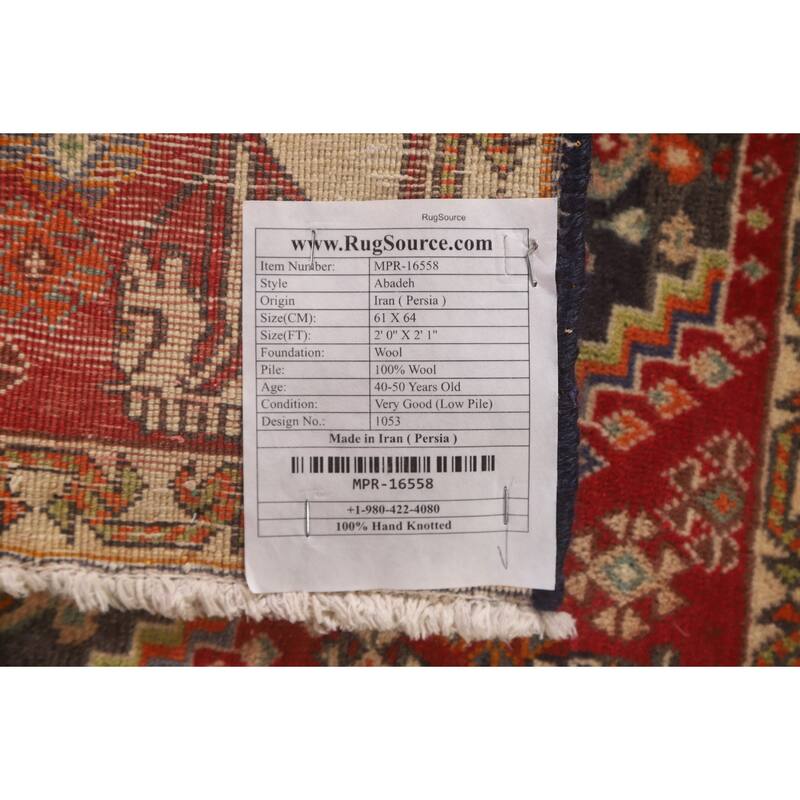 RugSource
www.RugSource.com
Item Number: MPR-16558
Style Abadeh
Origin Iran ( Persia )
Size(CM): 61 X 64
Size(FT): 2' 0" X 2' 1"
Foundation: Wool
Pile: 100% Wool
Age: 40-50 Years Old
Condition: Very Good (Low Pile)
Design No.: 1053
Made in Iran ( Persia )
MPR-16558
+1-980-422-4080
100% Hand Knotted